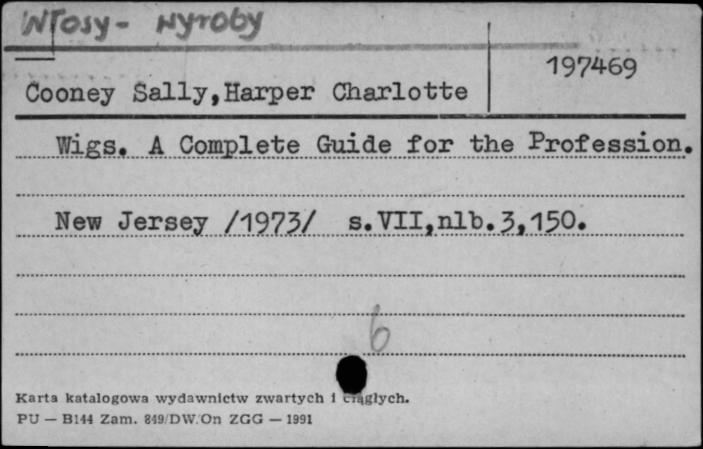 Włosy - Wyroby
197469
Cooney Sally,Harper Charlotte
Wigs. A Complete Guide for the Profession.
New Jersey /1973/ s.VII,nlb.3,150.
6
Karta katalogowa wydawnictw zwartych i ciągłych.
PU — B144 Zam. 849/DW/On ZGG — 1991